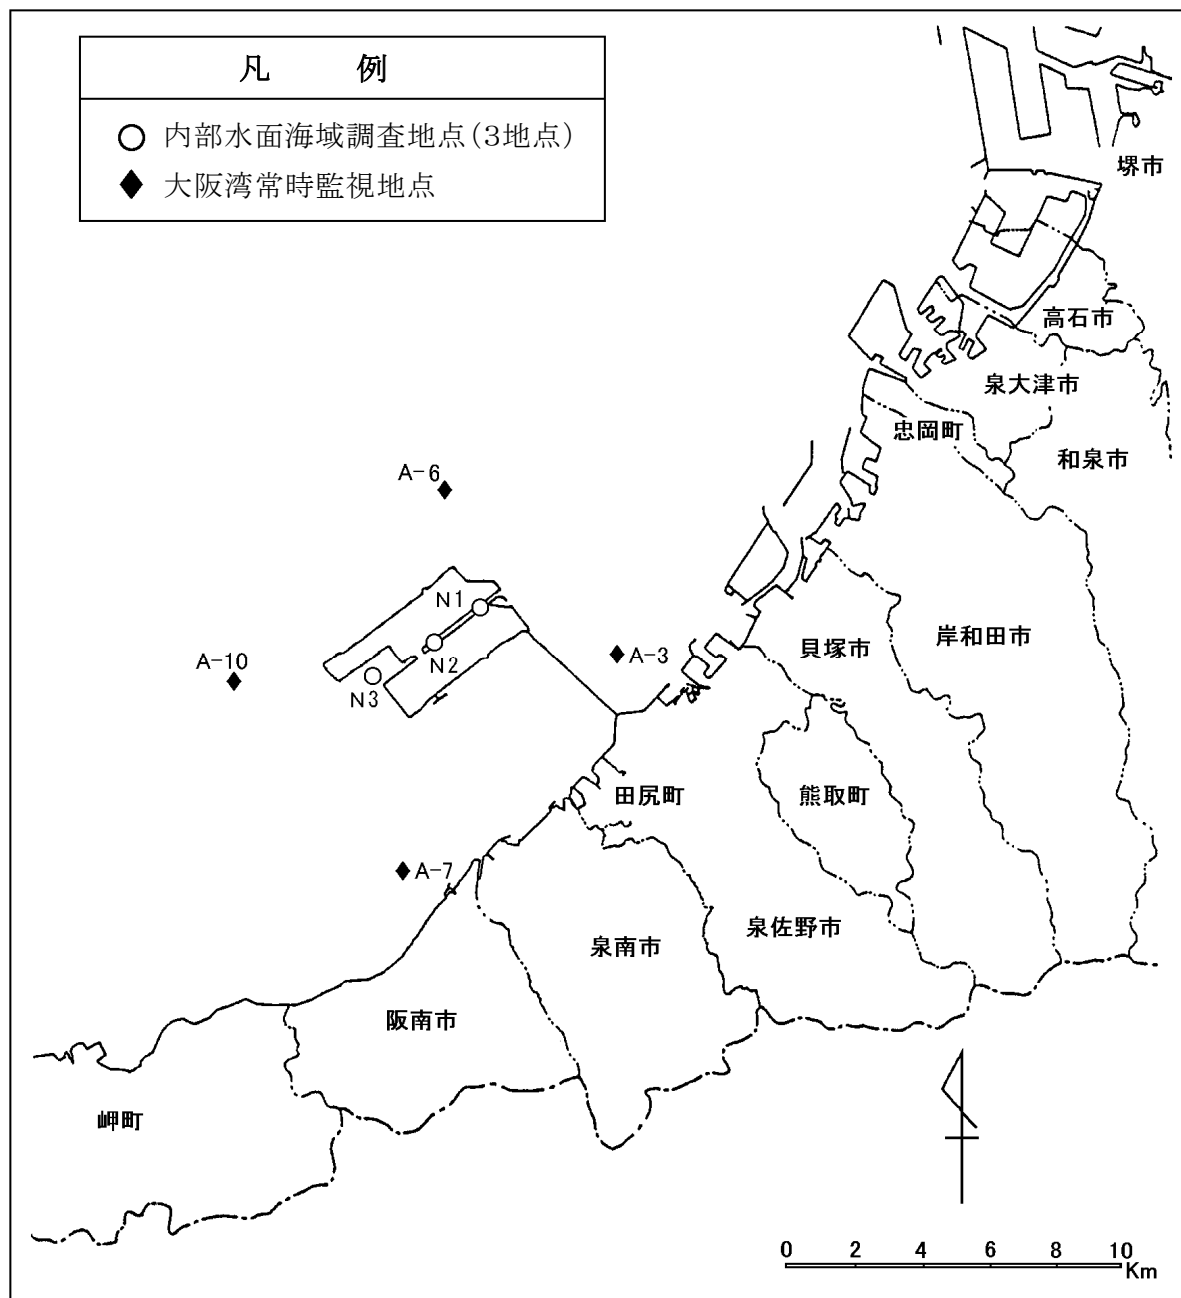 凡 例
内部水面海域調査地点(3地点)
大阪湾常時監視地点
堺市
高石市
泉大津市
忠岡町
和泉市
A-6
N1
岸和田市
貝塚市
A-3
A-10
N2
N3
田尻町
熊取町
A-7
泉佐野市
泉南市
阪南市
岬町
0 2 4 6 8 10
Km